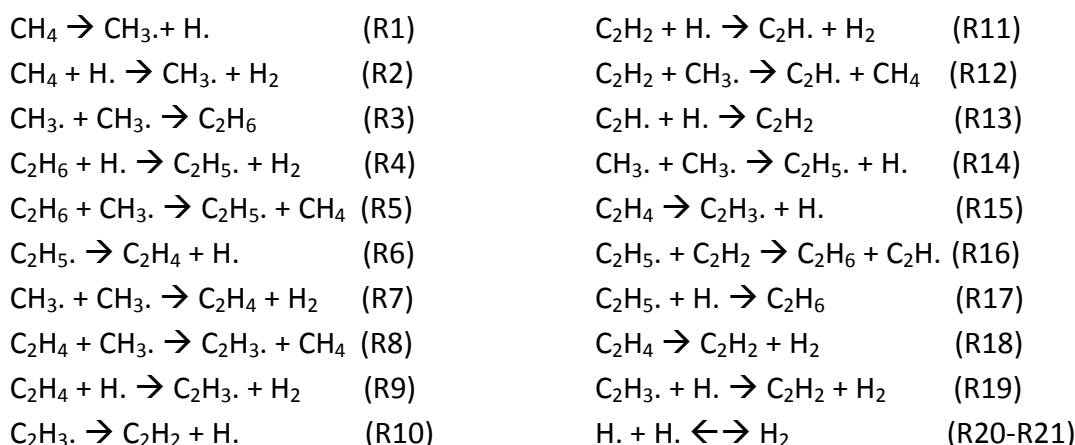 CH₄ → CH₃.+ H. (R1)
CH₄ + H. → CH₃. + H₂ (R2)
CH₃. + CH₃. → C₂H₆ (R3)
C₂H₆ + H. → C₂H₅. + H₂ (R4)
C₂H₆ + CH₃. → C₂H₅. + CH₄ (R5)
C₂H₅. → C₂H₄ + H. (R6)
CH₃. + CH₃. → C₂H₄ + H₂ (R7)
C₂H₄ + CH₃. → C₂H₃. + CH₄ (R8)
C₂H₄ + H. → C₂H₃. + H₂ (R9)
C₂H₃. → C₂H₂ + H. (R10)
C₂H₂ + H. → C₂H. + H₂ (R11)
C₂H₂ + CH₃. → C₂H. + CH₄ (R12)
C₂H. + H. → C₂H₂ (R13)
CH₃. + CH₃. → C₂H₅. + H. (R14)
C₂H₄ → C₂H₃. + H. (R15)
C₂H₅. + C₂H₂ → C₂H₆ + C₂H. (R16)
C₂H₅. + H. → C₂H₆ (R17)
C₂H₄ → C₂H₂ + H₂ (R18)
C₂H₃. + H. → C₂H₂ + H₂ (R19)
H. + H. ←→ H₂ (R20-R21)